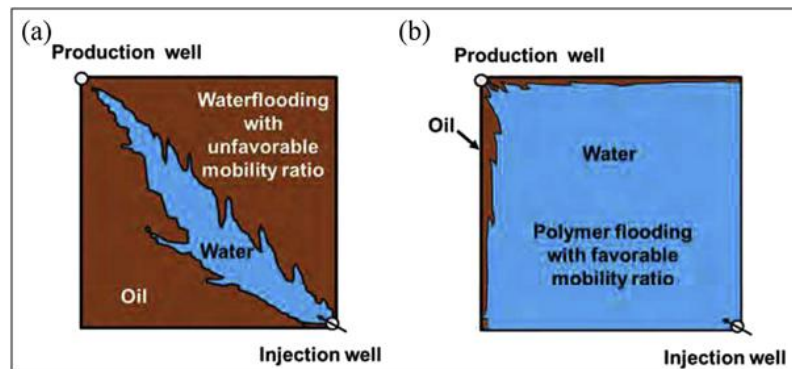 (a)
Production well
Waterflooding
with
unfavorable
mobility ratio
Water
Oil
Injection well
(b)
Production well
Oil
Water
Polymer flooding
with favorable
mobility ratio
Injection well